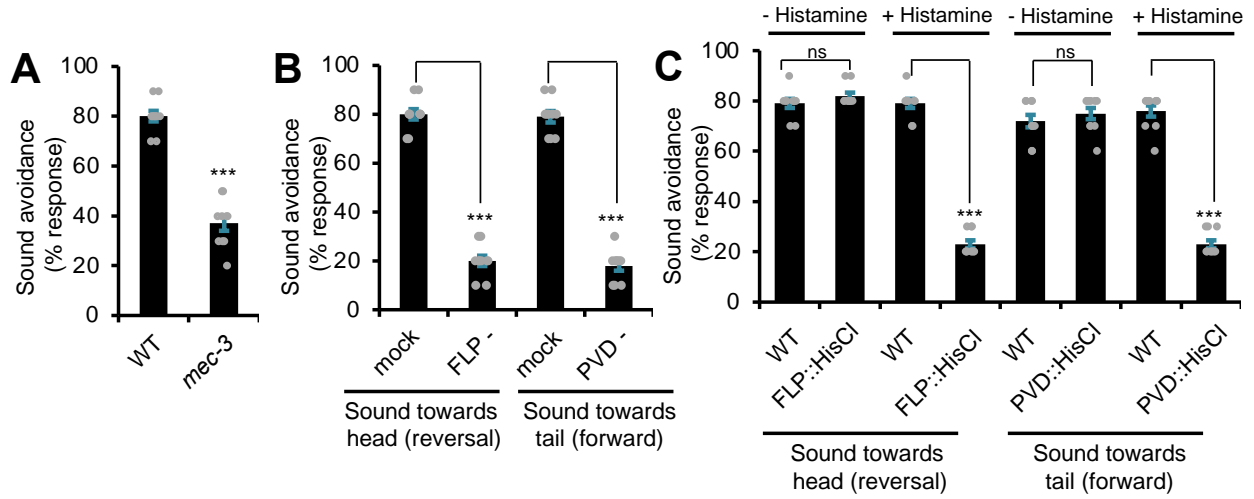 A
Sound avoidance
(% response)
100
80
60
40
20
0
***
WT
mec-3
B
Sound avoidance
(% response)
100
80
60
40
20
0
***
***
mock
FLP -
mock
PVD -
Sound towards
head (reversal)
Sound towards
tail (forward)
C
- Histamine
+ Histamine
- Histamine
+ Histamine
Sound avoidance
(% response)
100
80
60
40
20
0
ns
***
ns
***
WT
FLP::HisCl
WT
FLP::HisCl
WT
PVD::HisCl
WT
PVD::HisCl
Sound towards
head (reversal)
Sound towards
tail (forward)